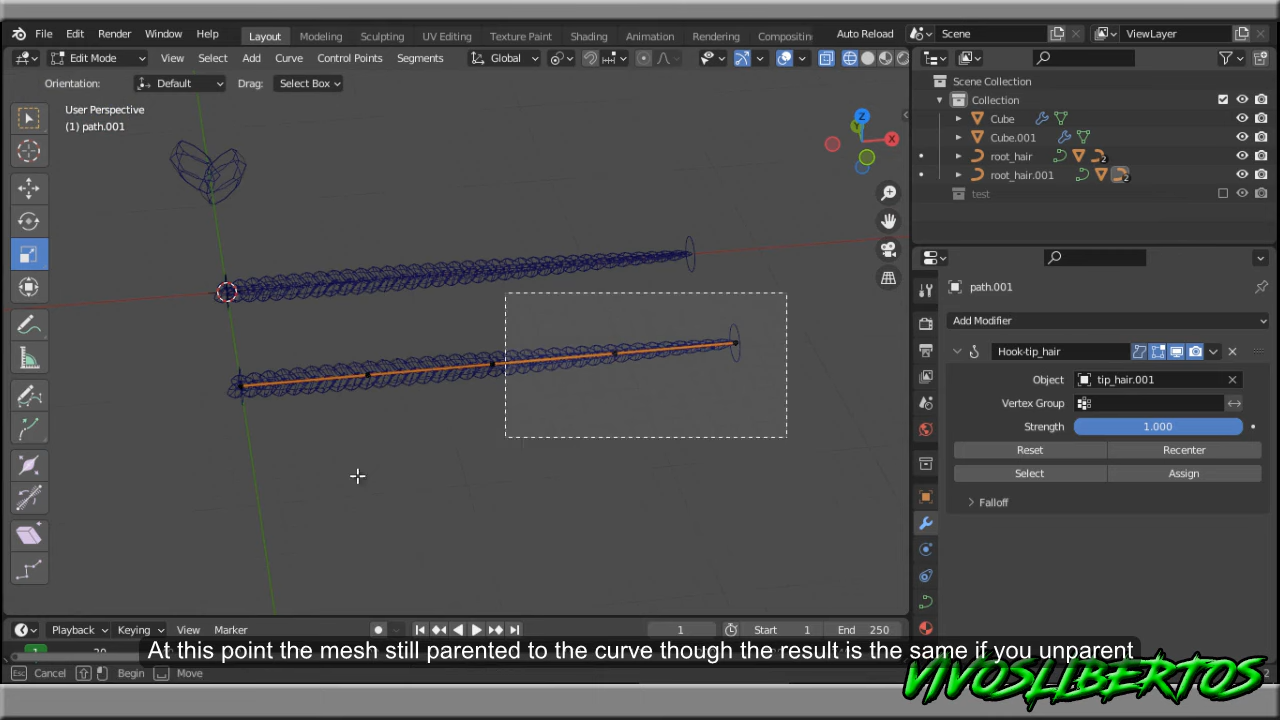 File Edit Render Window Help
Layout Modeling Sculpting UV Editing Texture Paint Shading Animation Rendering Compositin
Auto Reload Scene ViewLayer
Edit Mode View Select Add Curve Control Points Segments Global
Orientation: Default Drag: Select Box
User Perspective
(1) path.001
Z
Y
X
Scene Collection
Collection
Cube
Cube.001
root_hair 2
root_hair.001 2
test
path.001
Add Modifier
Hook-tip_hair
Object tip_hair.001
Vertex Group
Strength 1.000
Reset Recenter
Select Assign
Falloff
Playback Keying View Marker 1 Start 1 End 250
1 20
At this point the mesh still parented to the curve though the result is the same if you unparent
Cancel Begin Move
VIVOSLIBERTOS